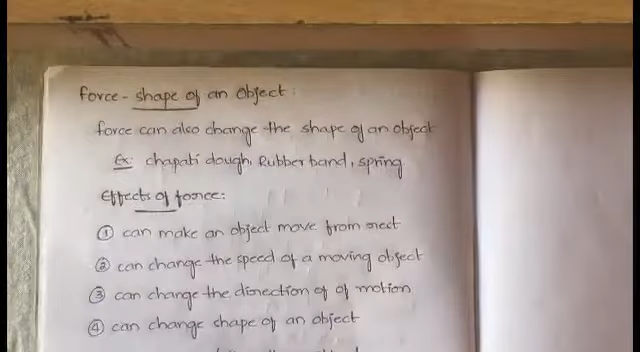 force - shape of an object:
force can also change the shape of an object
Ex: chapati dough, Rubber band, spring
Effects of force:
① can make an object move from rest
② can change the speed of a moving object
③ can change the direction of of motion
④ can change shape of an object